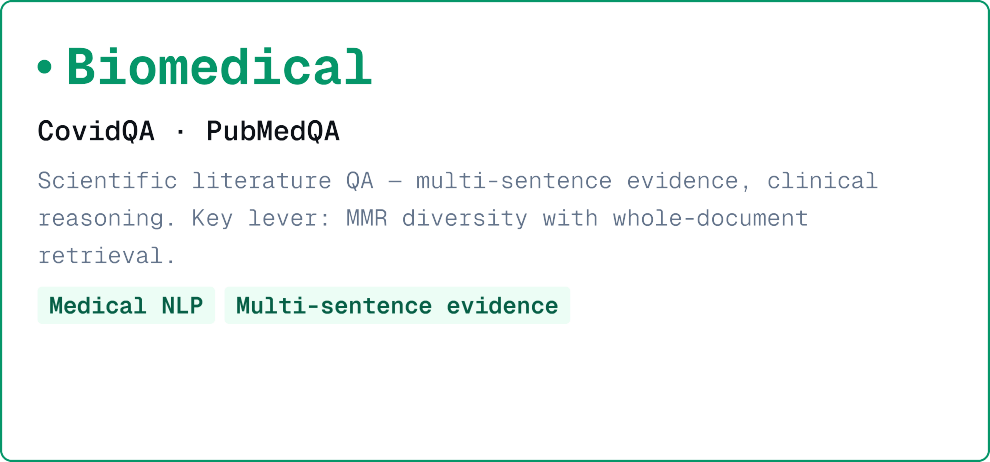 • Biomedical
CovidQA · PubMedQA
Scientific literature QA — multi-sentence evidence, clinical
reasoning. Key lever: MMR diversity with whole-document
retrieval.
Medical NLP Multi-sentence evidence